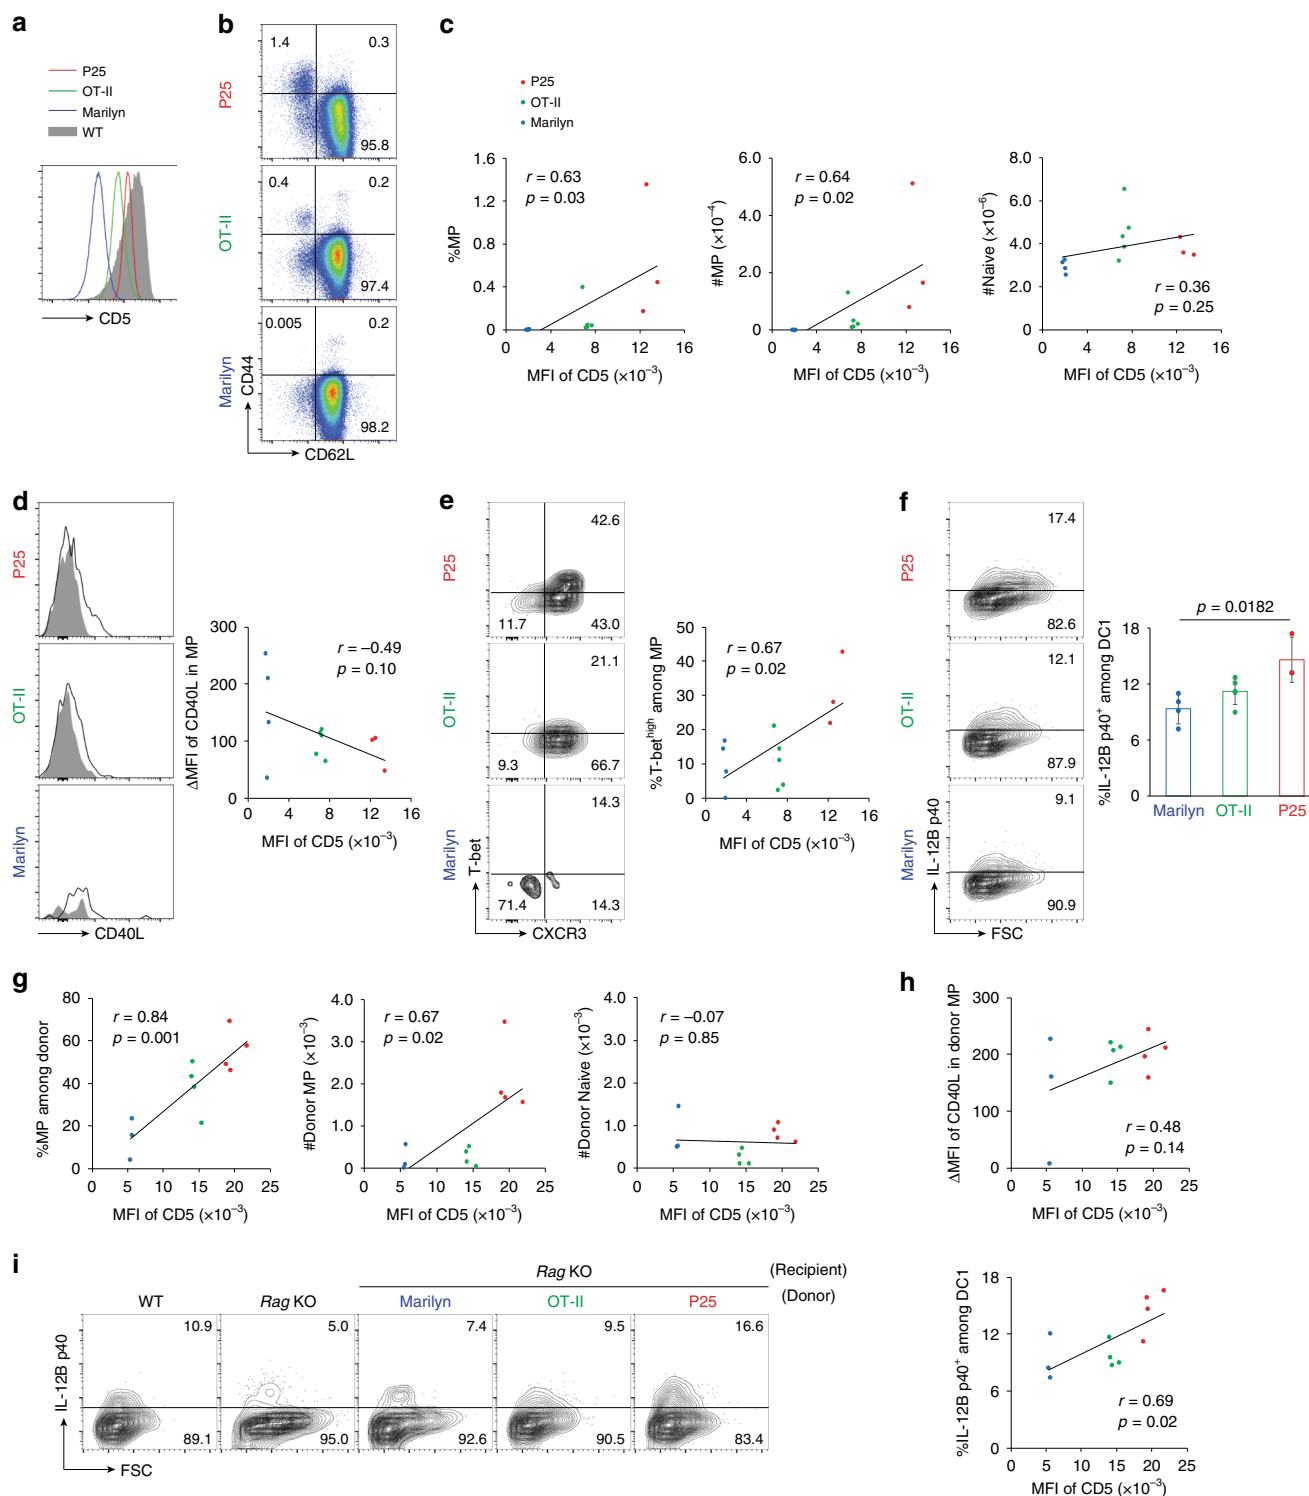 a
P25
OT-II
Marilyn
WT
CD5
b
P25
1.4
0.3
95.8
OT-II
0.4
0.2
97.4
Marilyn
0.005
0.2
98.2
CD44
CD62L
c
P25
OT-II
Marilyn
%MP
1.6
1.2
0.8
0.4
0
r = 0.63
p = 0.03
0 4 8 12 16
MFI of CD5 (×10⁻³)
#MP (×10⁻⁴)
6.0
4.0
2.0
0
r = 0.64
p = 0.02
0 4 8 12 16
MFI of CD5 (×10⁻³)
#Naive (×10⁻⁶)
8.0
6.0
4.0
2.0
0
r = 0.36
p = 0.25
0 4 8 12 16
MFI of CD5 (×10⁻³)
d
P25
OT-II
Marilyn
CD40L
ΔMFI of CD40L in MP
300
200
100
0
r = –0.49
p = 0.10
0 4 8 12 16
MFI of CD5 (×10⁻³)
e
P25
42.6
11.7
43.0
OT-II
21.1
9.3
66.7
Marilyn
14.3
71.4
14.3
T-bet
CXCR3
%T-betʰⁱᵍʰ among MP
50
40
30
20
10
0
r = 0.67
p = 0.02
0 4 8 12 16
MFI of CD5 (×10⁻³)
f
P25
17.4
82.6
OT-II
12.1
87.9
Marilyn
9.1
90.9
IL-12B p40
FSC
%IL-12B p40⁺ among DC1
18
12
6
0
p = 0.0182
Marilyn OT-II P25
g
%MP among donor
80
60
40
20
0
r = 0.84
p = 0.001
0 5 10 15 20 25
MFI of CD5 (×10⁻³)
#Donor MP (×10⁻³)
4.0
3.0
2.0
1.0
0
r = 0.67
p = 0.02
0 5 10 15 20 25
MFI of CD5 (×10⁻³)
#Donor Naive (×10⁻³)
4.0
3.0
2.0
1.0
0
r = –0.07
p = 0.85
0 5 10 15 20 25
MFI of CD5 (×10⁻³)
h
ΔMFI of CD40L in donor MP
300
200
100
0
r = 0.48
p = 0.14
0 5 10 15 20 25
MFI of CD5 (×10⁻³)
i
Rag KO (Recipient)
WT Rag KO Marilyn OT-II P25 (Donor)
10.9 5.0 7.4 9.5 16.6
89.1 95.0 92.6 90.5 83.4
IL-12B p40
FSC
%IL-12B p40⁺ among DC1
18
12
6
0
r = 0.69
p = 0.02
0 5 10 15 20 25
MFI of CD5 (×10⁻³)